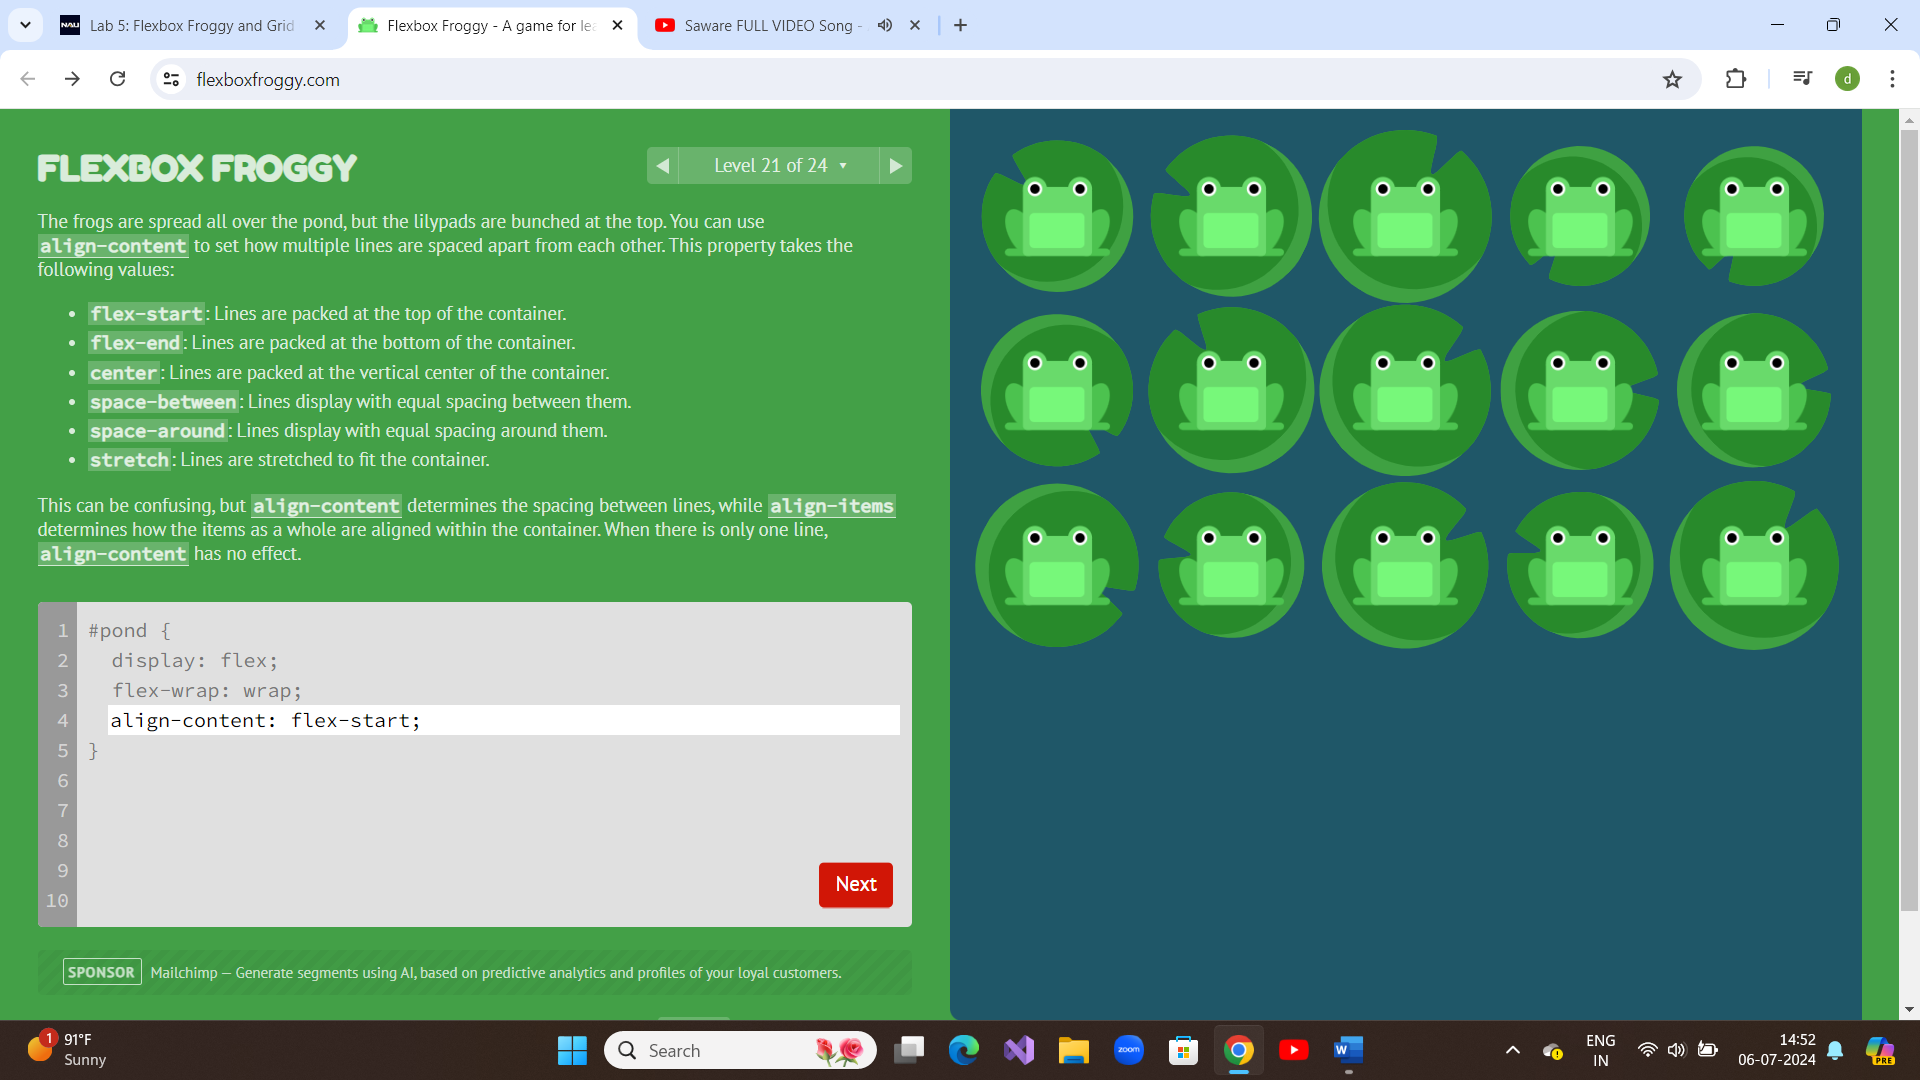 NAU
Lab 5: Flexbox Froggy and Grid
Flexbox Froggy - A game for lea
Saware FULL VIDEO Song -
flexboxfroggy.com
d
FLEXBOX FROGGY
Level 21 of 24
The frogs are spread all over the pond, but the lilypads are bunched at the top. You can use
align-content to set how multiple lines are spaced apart from each other. This property takes the
following values:
• flex-start: Lines are packed at the top of the container.
• flex-end: Lines are packed at the bottom of the container.
• center: Lines are packed at the vertical center of the container.
• space-between: Lines display with equal spacing between them.
• space-around: Lines display with equal spacing around them.
• stretch: Lines are stretched to fit the container.
This can be confusing, but align-content determines the spacing between lines, while align-items
determines how the items as a whole are aligned within the container. When there is only one line,
align-content has no effect.
1 #pond {
2 display: flex;
3 flex-wrap: wrap;
4 align-content: flex-start;
5 }
6
7
8
9
10
Next
SPONSOR Mailchimp — Generate segments using AI, based on predictive analytics and profiles of your loyal customers.
1
91°F
Sunny
Search
zoom
W
ENG
IN
14:52
06-07-2024
PRE